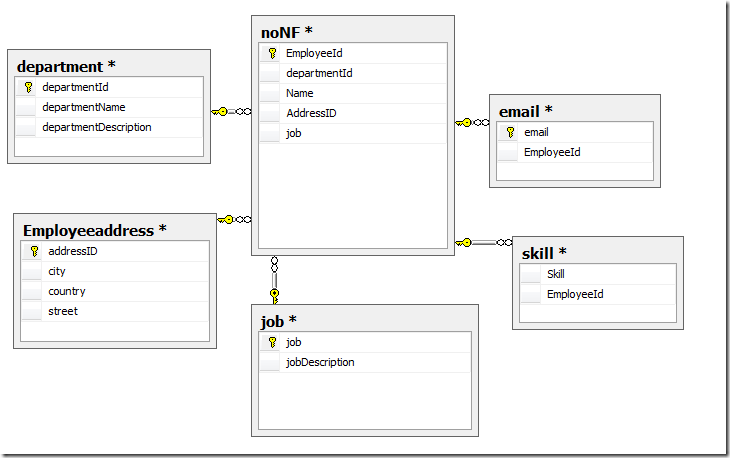 noNF *
EmployeeId
departmentId
Name
AddressID
job
department *
departmentId
departmentName
departmentDescription
email *
email
EmployeeId
Employeeaddress *
addressID
city
country
street
skill *
Skill
EmployeeId
job *
job
jobDescription